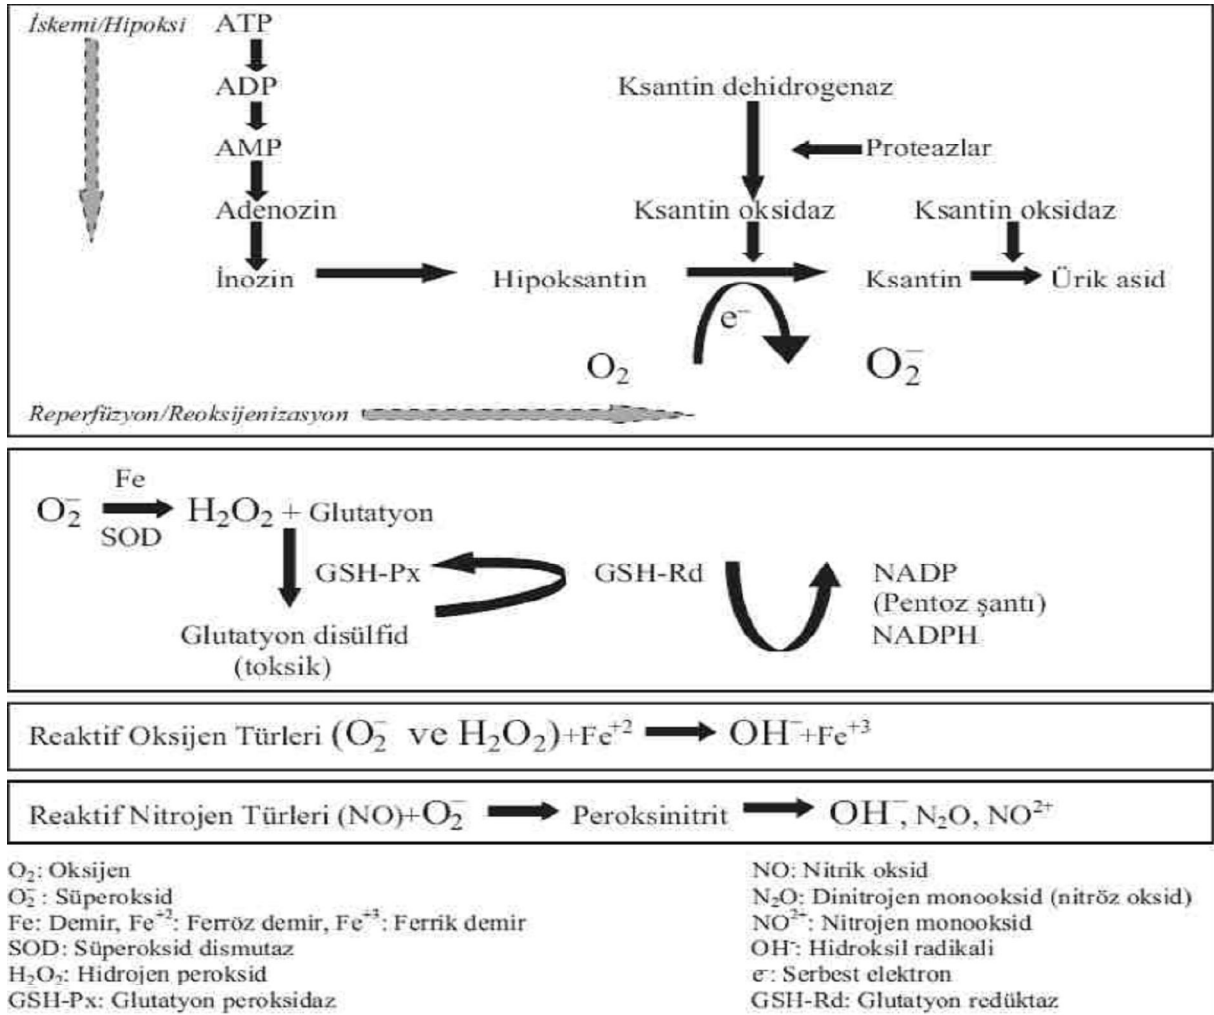 İskemi/Hipoksi ATP
ADP Ksantin dehidrogenaz
AMP Proteazlar
Adenozin Ksantin oksidaz Ksantin oksidaz
İnozin Hipoksantin Ksantin Ürik asid
e⁻
O₂ O₂⁻
Reperfüzyon/Reoksijenizasyon
Fe
O₂⁻ H₂O₂ + Glutatyon
SOD
GSH-Px GSH-Rd NADP
(Pentoz şantı)
Glutatyon disülfid NADPH
(toksik)
Reaktif Oksijen Türleri (O₂⁻ ve H₂O₂)+Fe⁺² OH⁻+Fe⁺³
Reaktif Nitrojen Türleri (NO)+O₂⁻ Peroksinitrit OH⁻, N₂O, NO²⁺
O₂: Oksijen
O₂⁻ : Süperoksid
Fe: Demir, Fe⁺²: Ferröz demir, Fe⁺³: Ferrik demir
SOD: Süperoksid dismutaz
H₂O₂: Hidrojen peroksid
GSH-Px: Glutatyon peroksidaz
NO: Nitrik oksid
N₂O: Dinitrojen monooksid (nitröz oksid)
NO²⁺: Nitrojen monooksid
OH⁻: Hidroksil radikali
e⁻: Serbest elektron
GSH-Rd: Glutatyon redüktaz